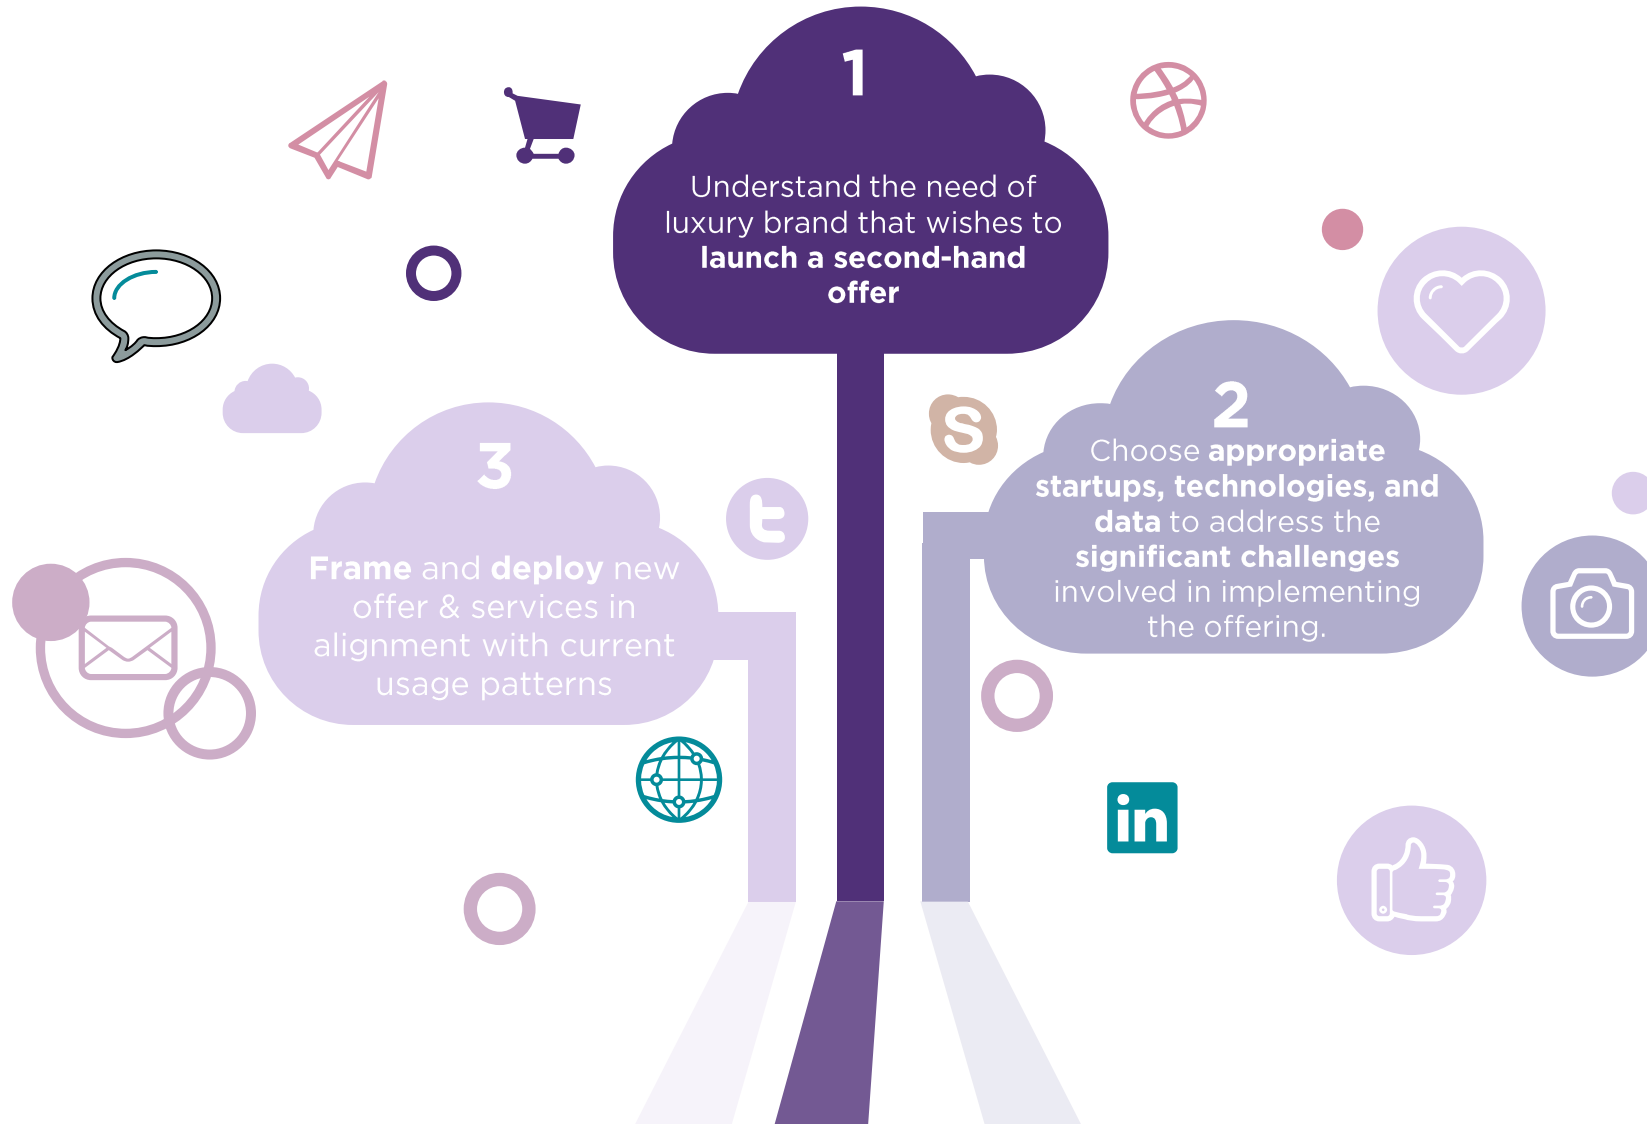 1
Understand the need of
luxury brand that wishes to
launch a second-hand
offer
2
Choose appropriate
startups, technologies, and
data to address the
significant challenges
involved in implementing
the offering.
3
Frame and deploy new
offer & services in
alignment with current
usage patterns
S
t
in